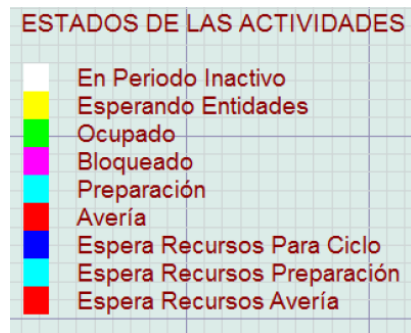 ESTADOS DE LAS ACTIVIDADES
En Periodo Inactivo
Esperando Entidades
Ocupado
Bloqueado
Preparación
Avería
Espera Recursos Para Ciclo
Espera Recursos Preparación
Espera Recursos Avería